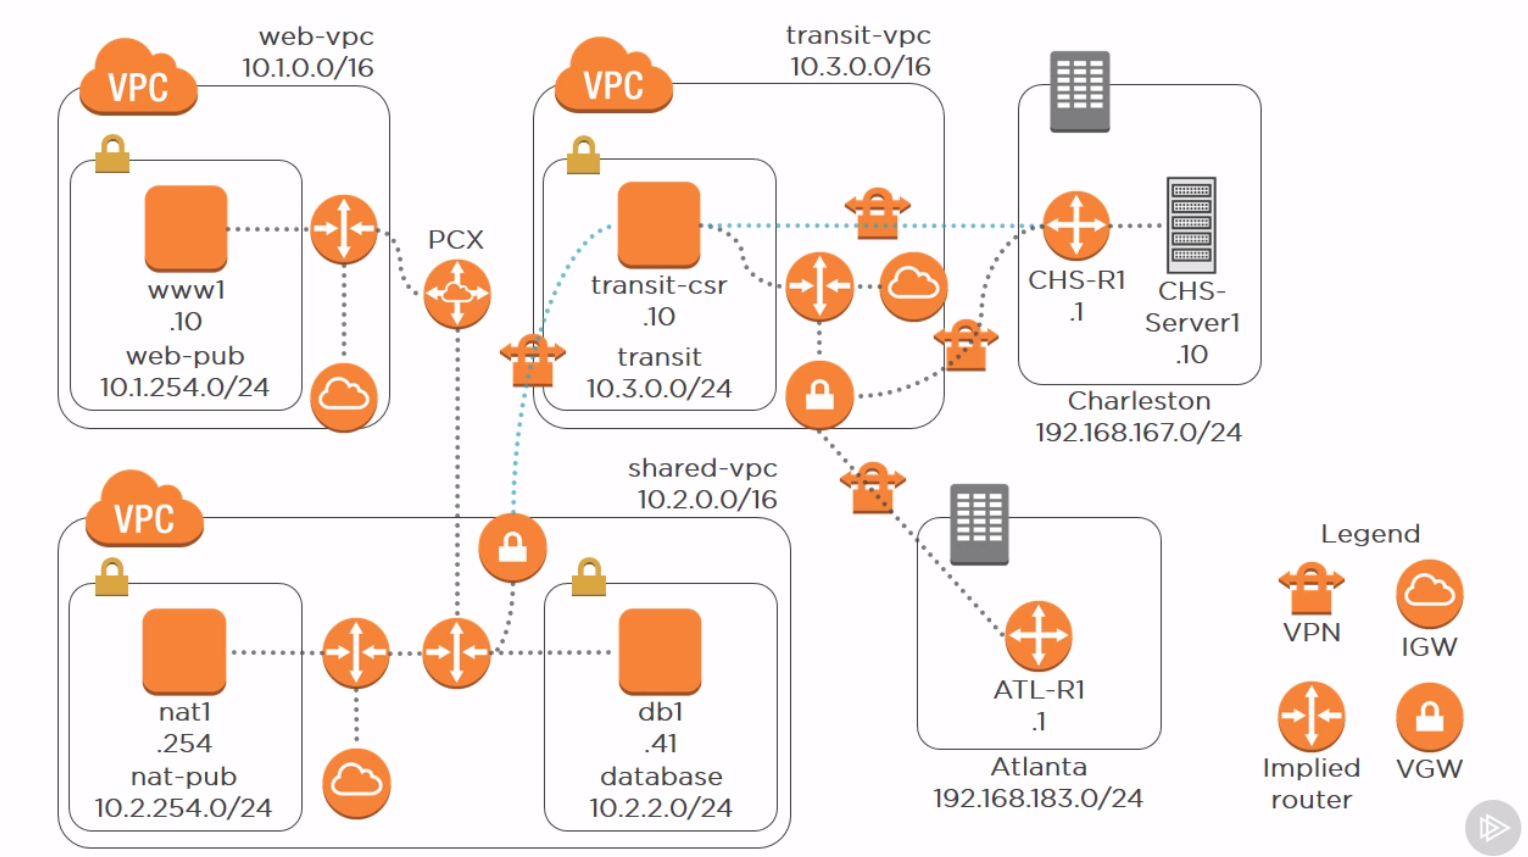 web-vpc
10.1.0.0/16
VPC
www1
.10
web-pub
10.1.254.0/24
PCX
transit-vpc
10.3.0.0/16
VPC
transit-csr
.10
transit
10.3.0.0/24
CHS-R1
.1
CHS-
Server1
.10
Charleston
192.168.167.0/24
shared-vpc
10.2.0.0/16
VPC
nat1
.254
nat-pub
10.2.254.0/24
db1
.41
database
10.2.2.0/24
ATL-R1
.1
Atlanta
192.168.183.0/24
Legend
VPN
IGW
Implied
router
VGW